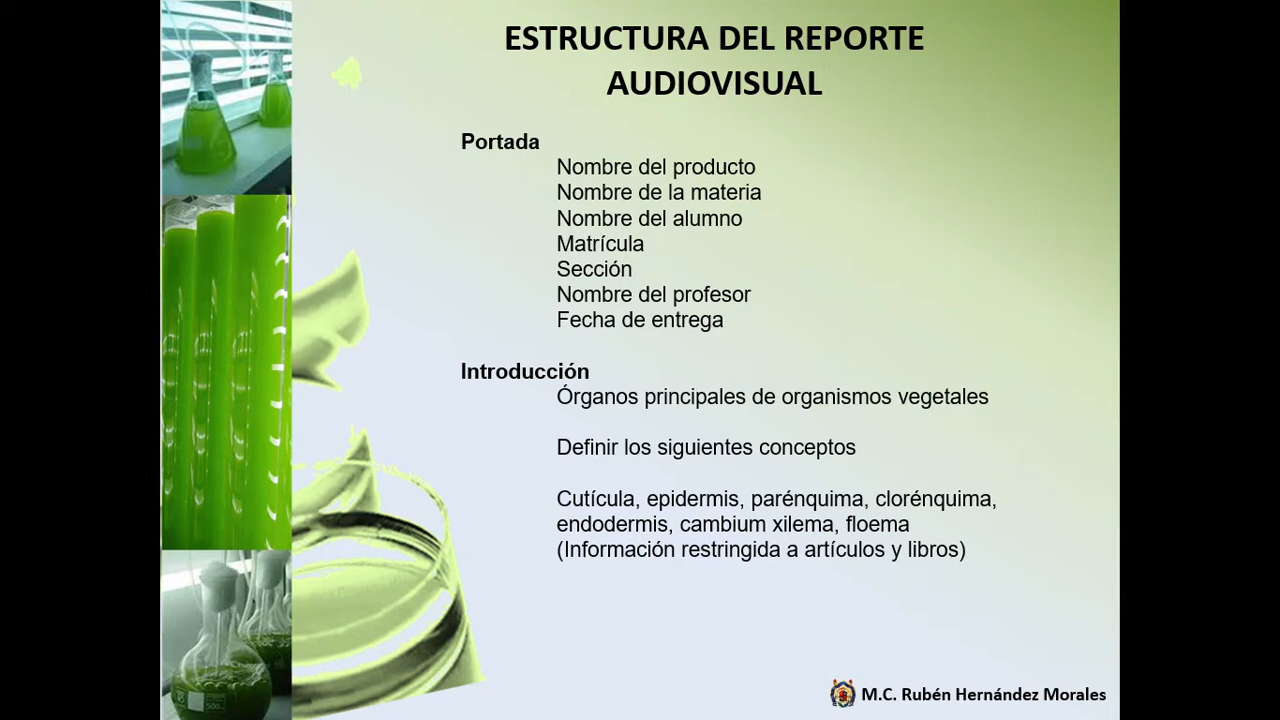 ESTRUCTURA DEL REPORTE
AUDIOVISUAL
Portada
Nombre del producto
Nombre de la materia
Nombre del alumno
Matrícula
Sección
Nombre del profesor
Fecha de entrega
Introducción
Órganos principales de organismos vegetales
Definir los siguientes conceptos
Cutícula, epidermis, parénquima, clorénquima,
endodermis, cambium xilema, floema
(Información restringida a artículos y libros)
M.C. Rubén Hernández Morales